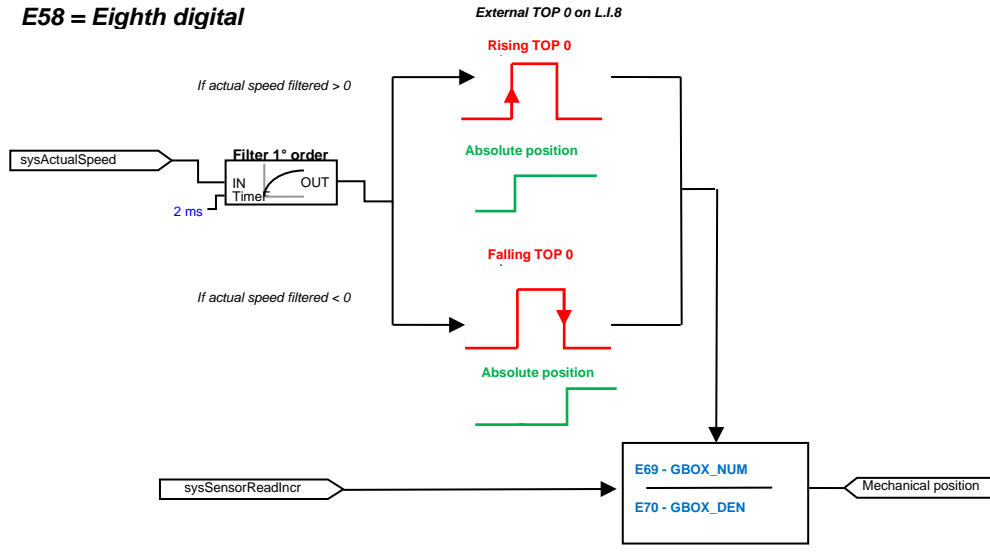 E58 = Eighth digital
External TOP 0 on L.I.8
Rising TOP 0
If actual speed filtered > 0
Absolute position
sysActualSpeed
Filter 1° order
IN
OUT
TimeF
2 ms
Falling TOP 0
If actual speed filtered < 0
Absolute position
E69 - GBOX_NUM
sysSensorReadIncr
Mechanical position
E70 - GBOX_DEN